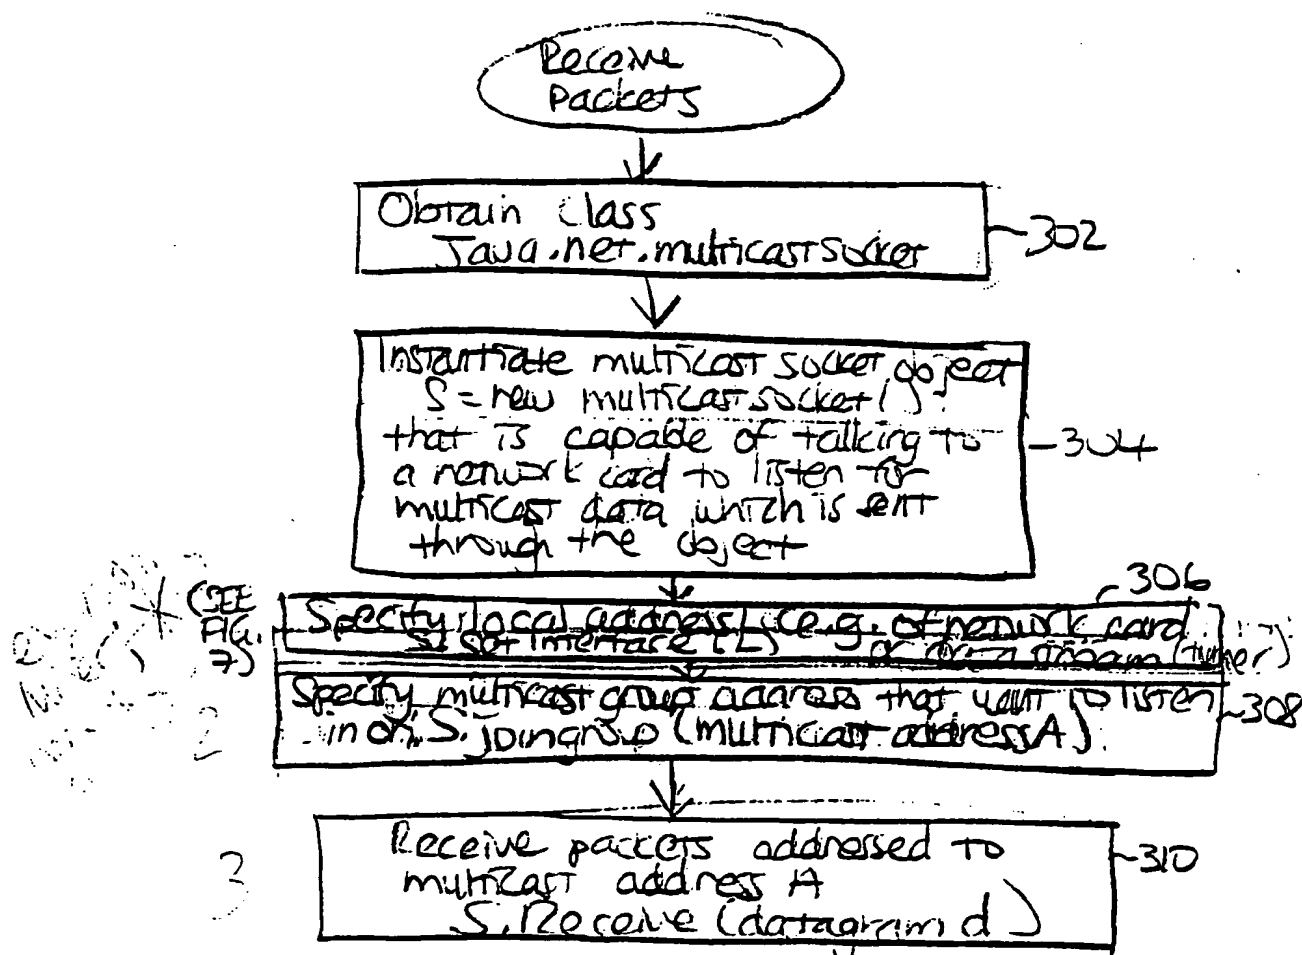 Receive
Packets
Obtain class
Java.net.multicastsocket
302
Instantiate multicast socket object
S = new multicastsocket( )
that is capable of talking to
a network card to listen for
multicast data which is sent
through the object
304
306
(SEE
FIG.
7)
Specify local address L (e.g. of network card
S. Set Interface (L) or data stream (tuner)
Specify multicast group address that want to listen
in on, S. joingroup (multicast address A)
308
2
Receive packets addressed to
multicast address A
S. Receive (datagram d)
310
3